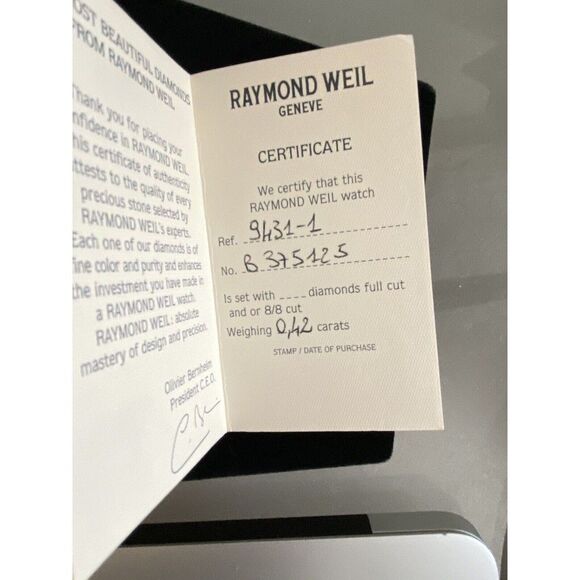 OST BEAUTIFUL DIAMONDS
FROM RAYMOND WEIL
Thank you for placing your
nfidence in RAYMOND WEIL.
his certificate of authenticity
ttests to the quality of every
precious stone selected by
RAYMOND WEIL's experts.
Each one of our diamonds is of
fine color and purity and enhances
the investment you have made in
a RAYMOND WEIL watch.
RAYMOND WEIL: absolute
mastery of design and precision.
Olivier Bernheim
President C.E.O.
RAYMOND WEIL
GENEVE
CERTIFICATE
We certify that this
RAYMOND WEIL watch
Ref. 9431-1
No. B 375125
Is set with ____ diamonds full cut
and or 8/8 cut
Weighing 0,42 carats
STAMP / DATE OF PURCHASE